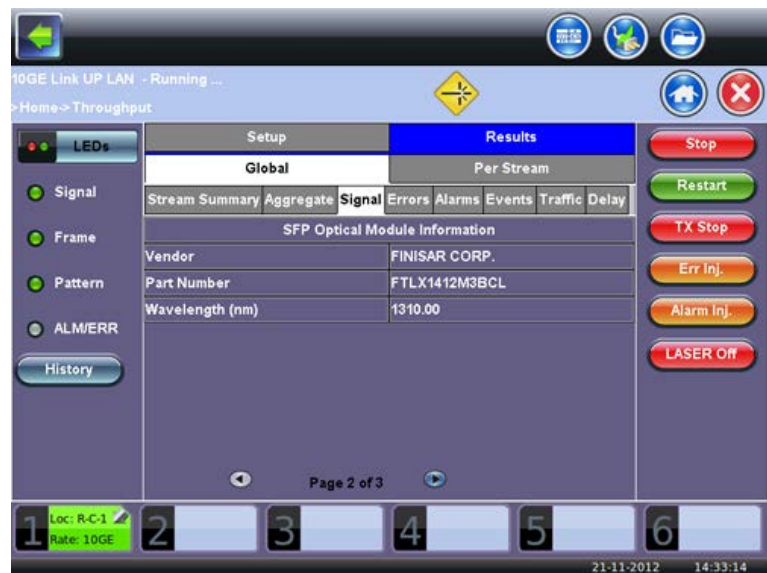 10GE Link UP LAN - Running ...
>Home->Throughput
LEDs
Signal
Frame
Pattern
ALM/ERR
History
Setup Results
Global Per Stream
Stream Summary Aggregate Signal Errors Alarms Events Traffic Delay
SFP Optical Module Information
Vendor FINISAR CORP.
Part Number FTLX1412M3BCL
Wavelength (nm) 1310.00
Page 2 of 3
Stop
Restart
TX Stop
Err Inj.
Alarm Inj.
LASER Off
1 Loc: R-C-1
Rate: 10GE
2
3
4
5
6
21-11-2012 14:33:14